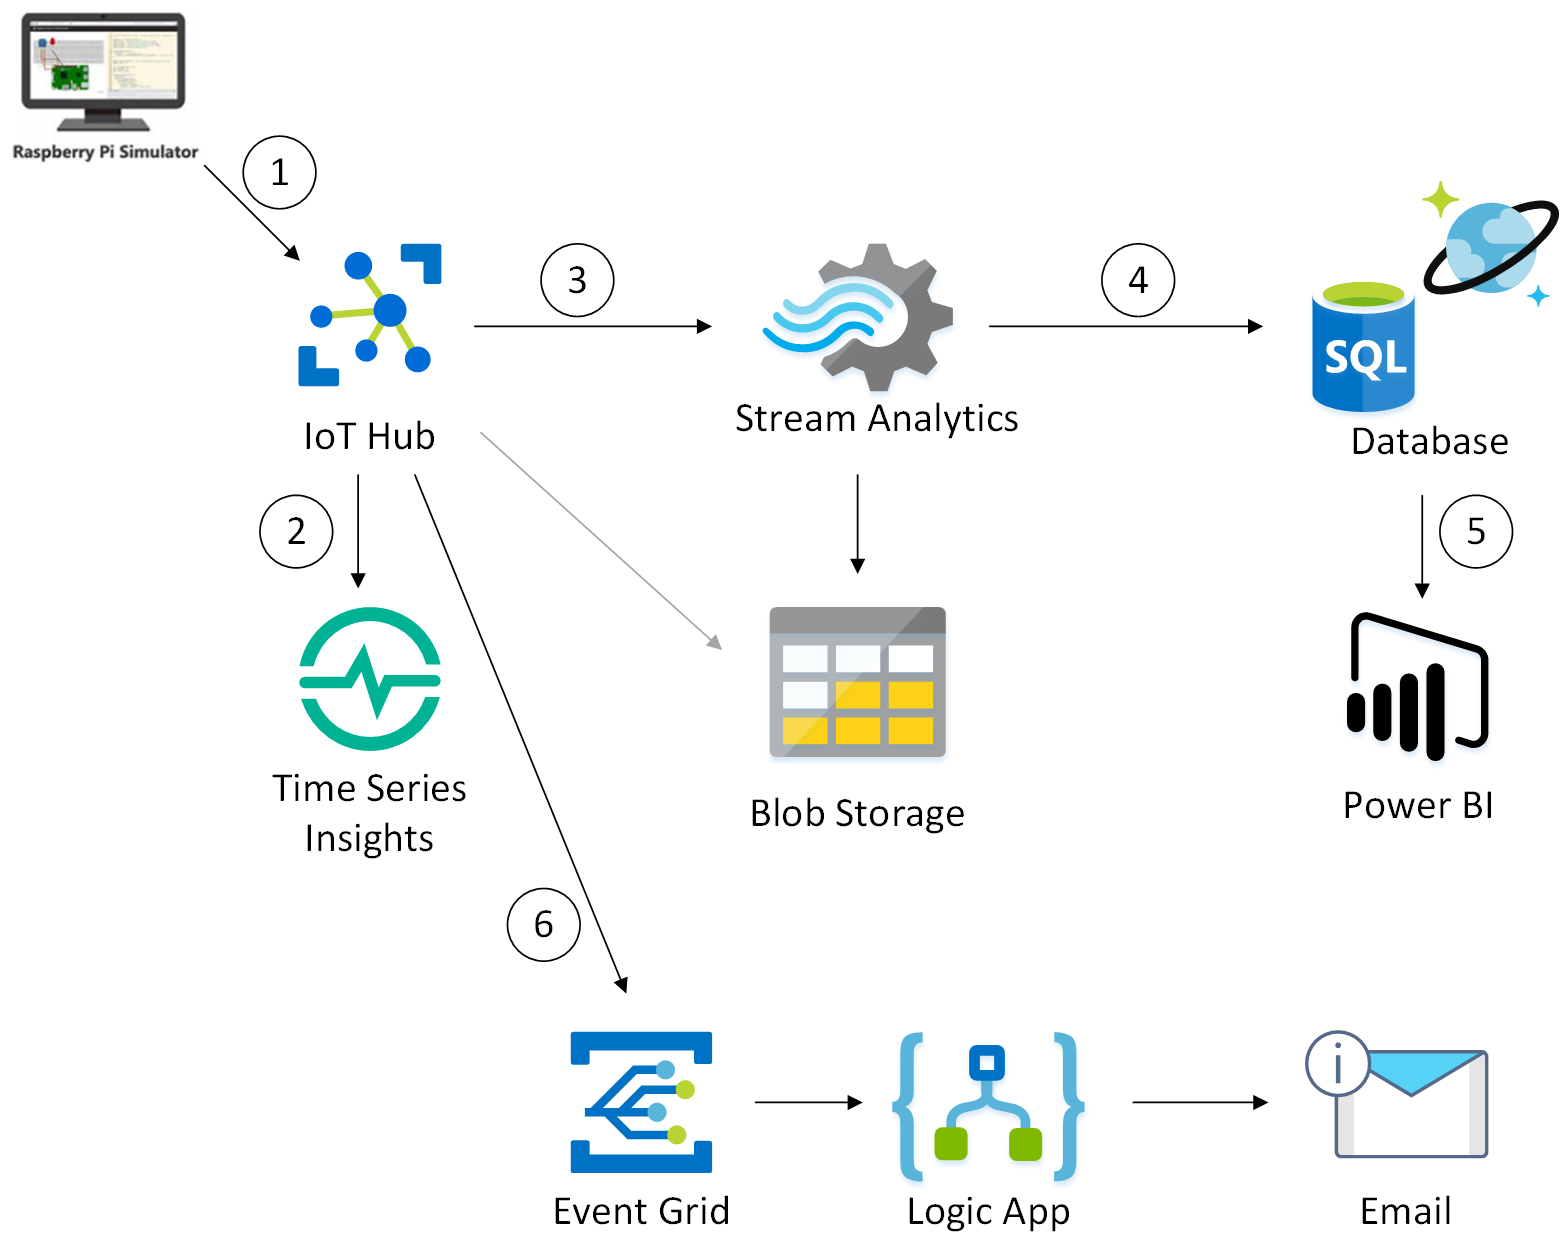 Raspberry Pi Simulator
1
3
4
SQL
IoT Hub
Stream Analytics
Database
2
5
Time Series
Insights
Blob Storage
Power BI
6
Event Grid
Logic App
i
Email